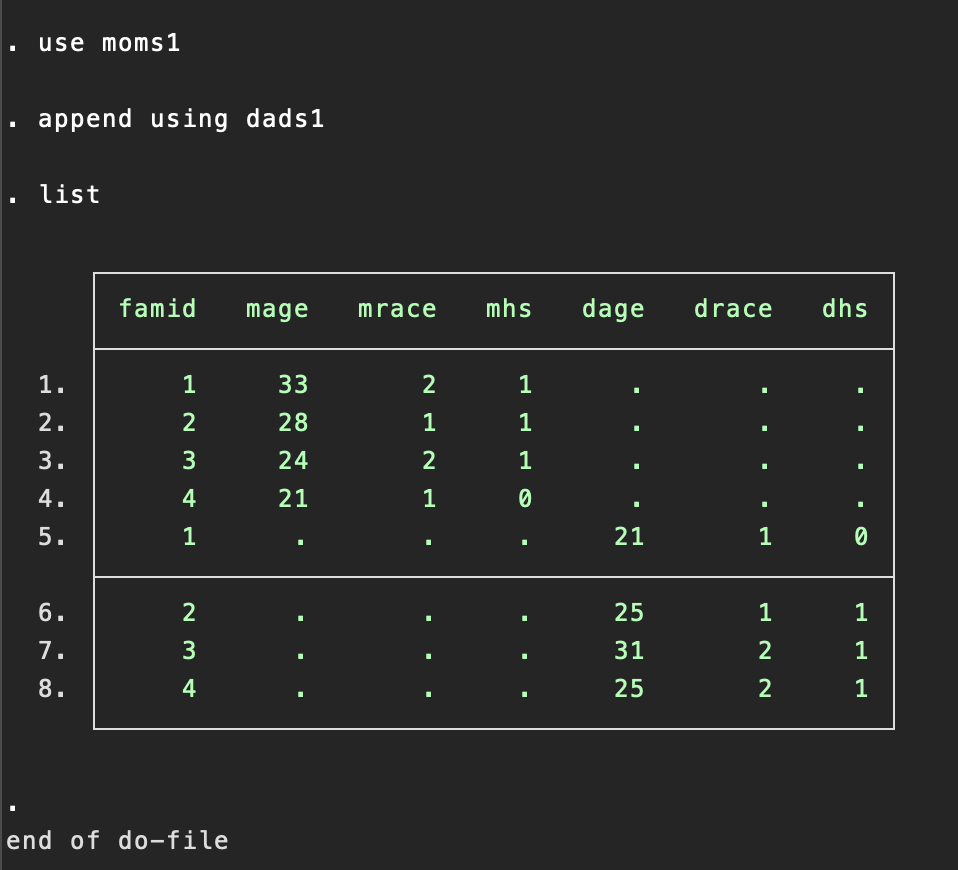 . use moms1
. append using dads1
. list
famid mage mrace mhs dage drace dhs
1. 1 33 2 1 . . .
2. 2 28 1 1 . . .
3. 3 24 2 1 . . .
4. 4 21 1 0 . . .
5. 1 . . . 21 1 0
6. 2 . . . 25 1 1
7. 3 . . . 31 2 1
8. 4 . . . 25 2 1
.
end of do-file